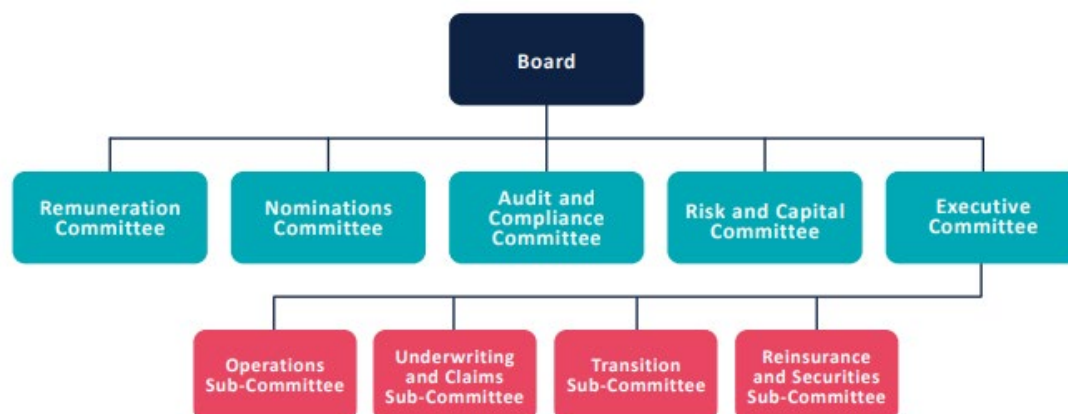 Board
Remuneration
Committee
Nominations
Committee
Audit and
Compliance
Committee
Risk and Capital
Committee
Executive
Committee
Operations
Sub-Committee
Underwriting
and Claims
Sub-Committee
Transition
Sub-Committee
Reinsurance
and Securities
Sub-Committee